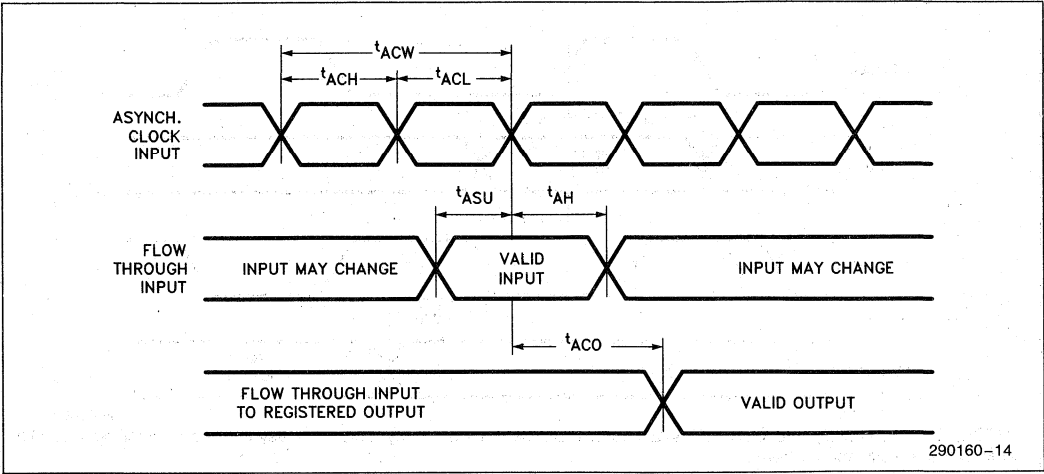 tACW
tACH
tACL
ASYNCH.
CLOCK
INPUT
tASU
tAH
FLOW
THROUGH
INPUT
INPUT MAY CHANGE
VALID
INPUT
INPUT MAY CHANGE
tACO
FLOW THROUGH INPUT
TO REGISTERED OUTPUT
VALID OUTPUT
290160-14